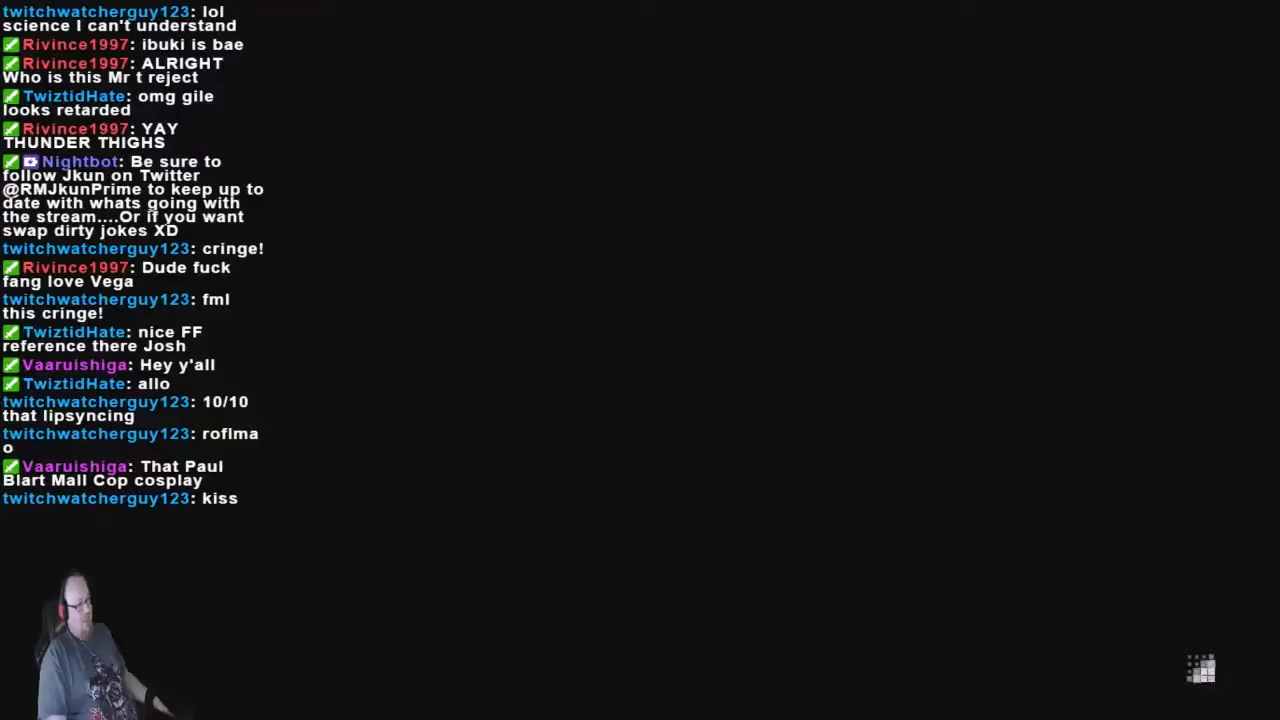 twitchwatcherguy123: lol
science I can't understand
Rivince1997: ibuki is bae
Rivince1997: ALRIGHT
Who is this Mr t reject
TwiztidHate: omg gile
looks retarded
Rivince1997: YAY
THUNDER THIGHS
Nightbot: Be sure to
follow Jkun on Twitter
@RMJkunPrime to keep up to
date with whats going with
the stream....Or if you want
swap dirty jokes XD
twitchwatcherguy123: cringe!
Rivince1997: Dude fuck
fang love Vega
twitchwatcherguy123: fml
this cringe!
TwiztidHate: nice FF
reference there Josh
Vaaruishiga: Hey y'all
TwiztidHate: allo
twitchwatcherguy123: 10/10
that lipsyncing
twitchwatcherguy123: roflma
o
Vaaruishiga: That Paul
Blart Mall Cop cosplay
twitchwatcherguy123: kiss